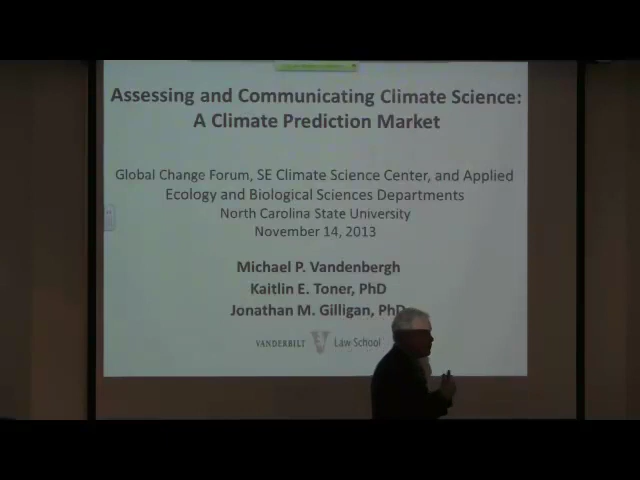 Assessing and Communicating Climate Science:
A Climate Prediction Market
Global Change Forum, SE Climate Science Center, and Applied
Ecology and Biological Sciences Departments
North Carolina State University
November 14, 2013
Michael P. Vandenbergh
Kaitlin E. Toner, PhD
Jonathan M. Gilligan, PhD
VANDERBILT V Law School